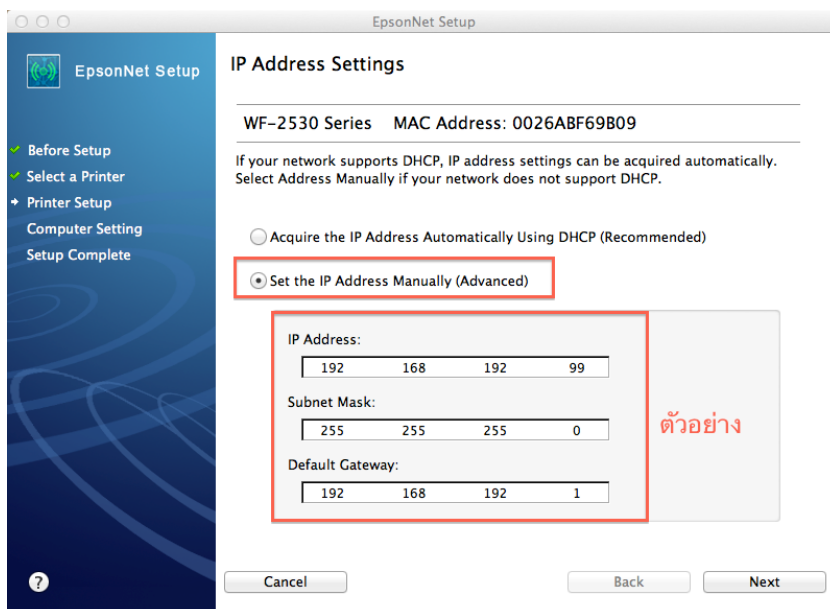 EpsonNet Setup
EpsonNet Setup
Before Setup
Select a Printer
Printer Setup
Computer Setting
Setup Complete
?
IP Address Settings
WF-2530 Series MAC Address: 0026ABF69B09
If your network supports DHCP, IP address settings can be acquired automatically.
Select Address Manually if your network does not support DHCP.
Acquire the IP Address Automatically Using DHCP (Recommended)
Set the IP Address Manually (Advanced)
IP Address:
192 168 192 99
Subnet Mask:
255 255 255 0
Default Gateway:
192 168 192 1
ตัวอย่าง
Cancel Back Next